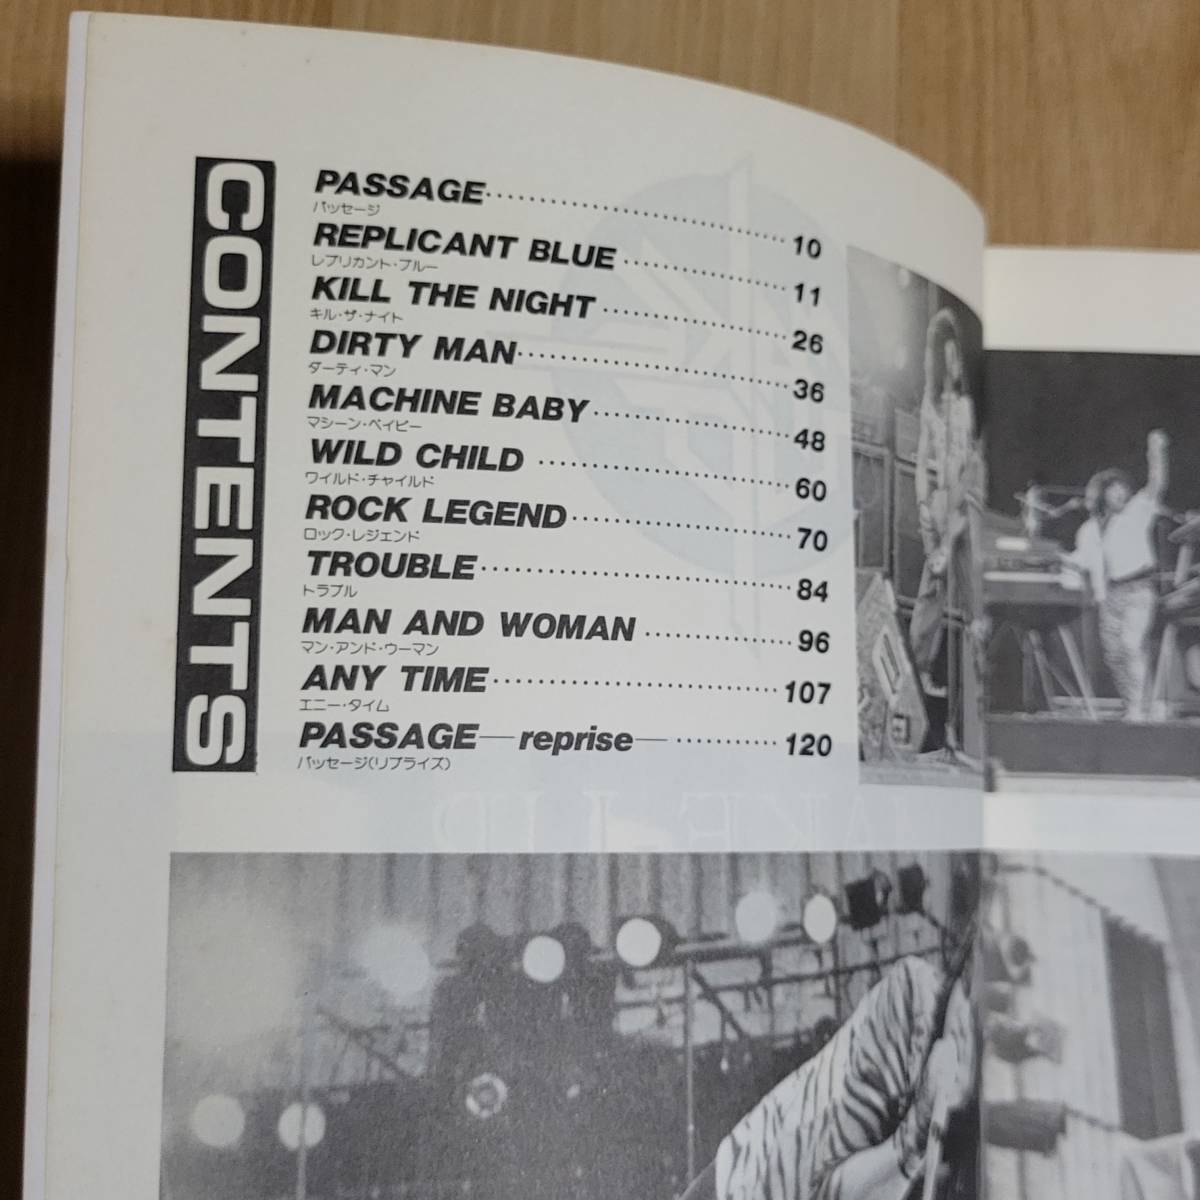 CONTENTS
PASSAGE 10
パッセージ
REPLICANT BLUE 11
レプリカント・ブルー
KILL THE NIGHT 26
キル・ザ・ナイト
DIRTY MAN 36
ダーティ・マン
MACHINE BABY 48
マシーン・ベイビー
WILD CHILD 60
ワイルド・チャイルド
ROCK LEGEND 70
ロック・レジェンド
TROUBLE 84
トラブル
MAN AND WOMAN 96
マン・アンド・ウーマン
ANY TIME 107
エニー・タイム
PASSAGE—reprise— 120
パッセージ(リプライズ)